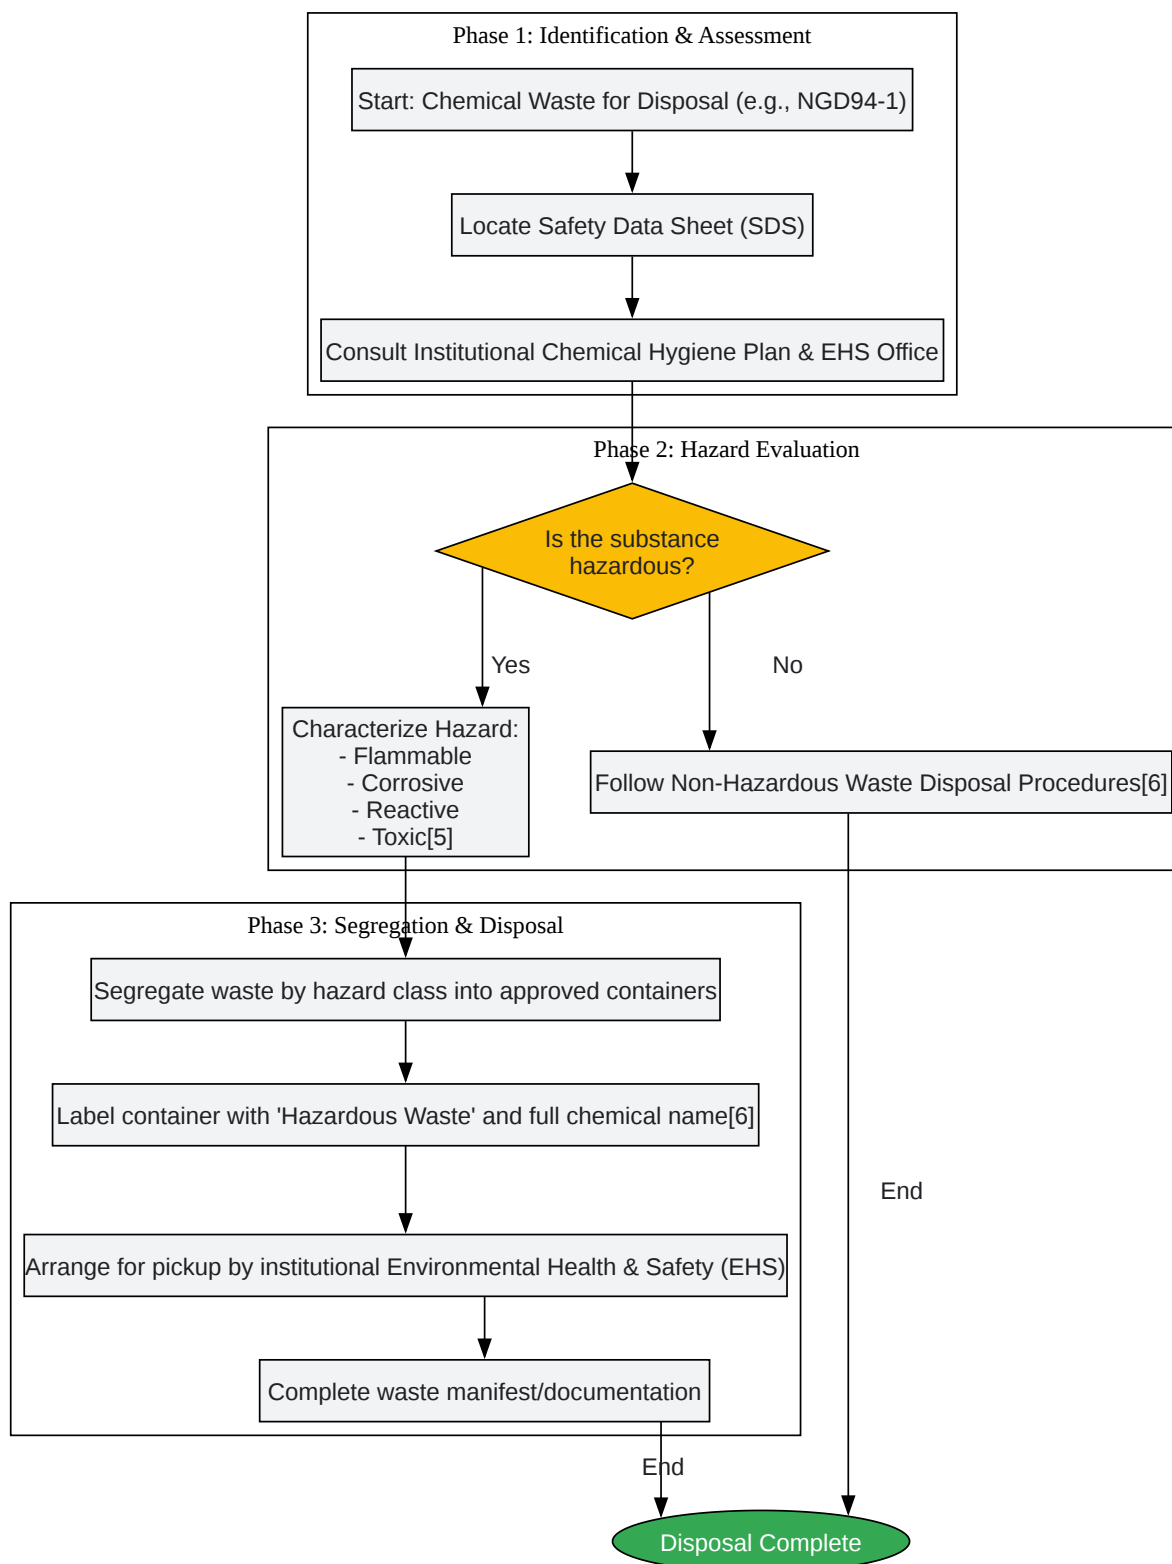 Phase 1: Identification & Assessment
Start: Chemical Waste for Disposal (e.g., NGD94-1)
Locate Safety Data Sheet (SDS)
Consult Institutional Chemical Hygiene Plan & EHS Office
Phase 2: Hazard Evaluation
Is the substance
hazardous?
Yes
No
Characterize Hazard:
- Flammable
- Corrosive
- Reactive
- Toxic[5]
Follow Non-Hazardous Waste Disposal Procedures[6]
Phase 3: Segregation & Disposal
Segregate waste by hazard class into approved containers
Label container with 'Hazardous Waste' and full chemical name[6]
End
Arrange for pickup by institutional Environmental Health & Safety (EHS)
Complete waste manifest/documentation
End
Disposal Complete